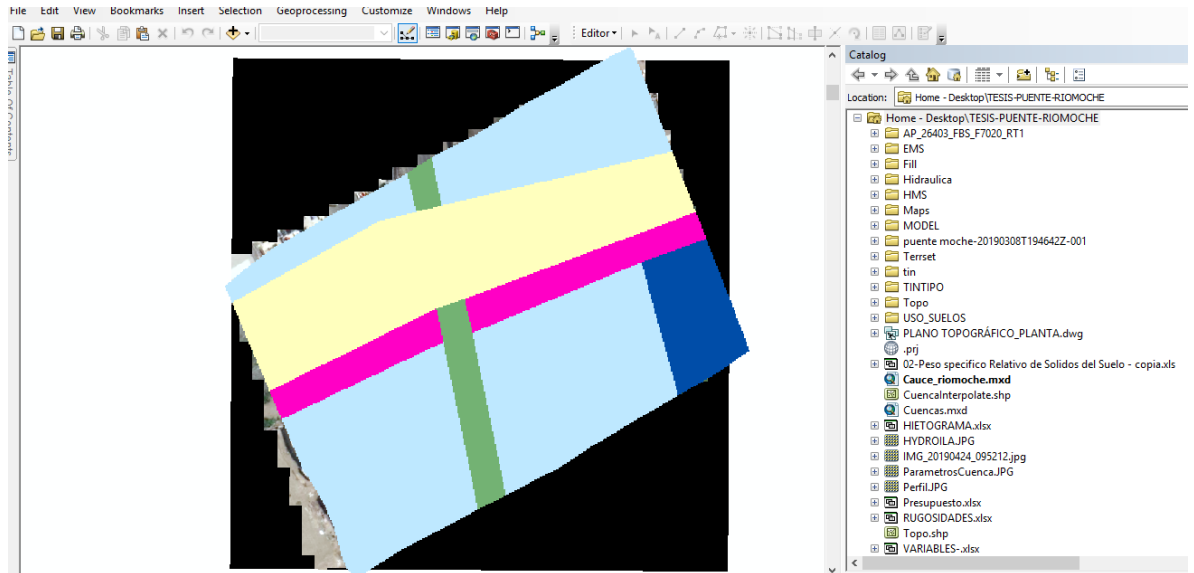 File Edit View Bookmarks Insert Selection Geoprocessing Customize Windows Help
Editor
Table Of Contents
Catalog
Location: Home - Desktop\TESIS-PUENTE-RIOMOCHE
Home - Desktop\TESIS-PUENTE-RIOMOCHE
AP_26403_FBS_F7020_RT1
EMS
Fill
Hidraulica
HMS
Maps
MODEL
puente moche-20190308T194642Z-001
Terrset
tin
TINTIPO
Topo
USO_SUELOS
PLANO TOPOGRÁFICO_PLANTA.dwg
.prj
02-Peso specifico Relativo de Solidos del Suelo - copia.xls
Cauce_riomoche.mxd
CuencaInterpolate.shp
Cuencas.mxd
HIETOGRAMA.xlsx
HYDROILA.JPG
IMG_20190424_095212.jpg
ParametrosCuenca.JPG
Perfil.JPG
Presupuesto.xlsx
RUGOSIDADES.xlsx
Topo.shp
VARIABLES-.xlsx